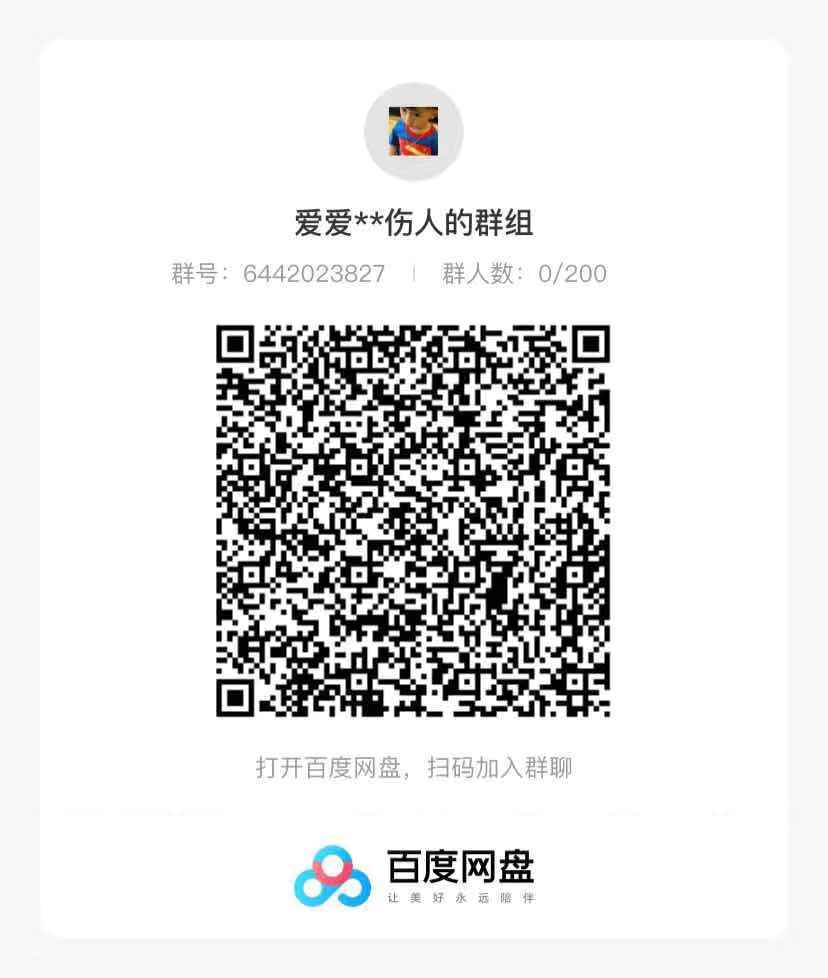 爱爱**伤人的群组
群号：6442023827 | 群人数：0/200
打开百度网盘，扫码加入群聊
百度网盘
让美好永远陪伴